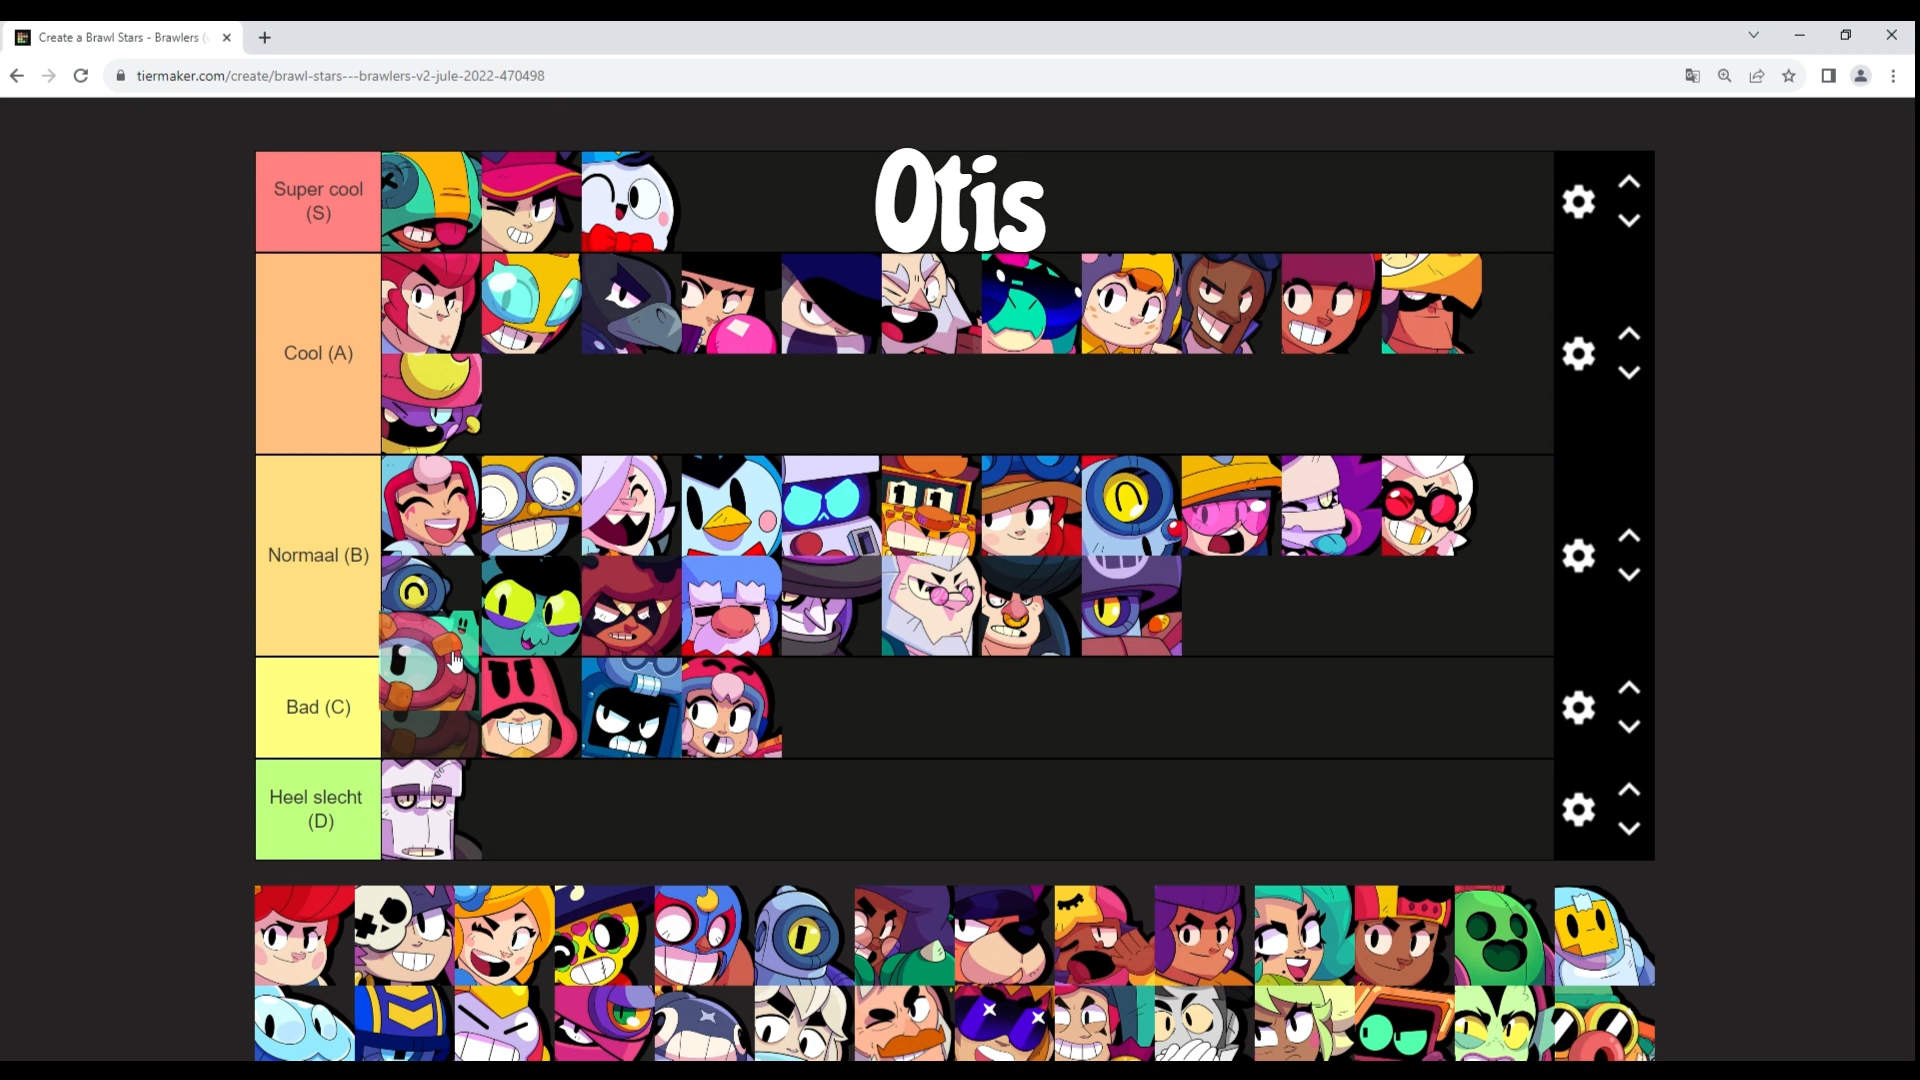 Create a Brawl Stars - Brawlers (
tiermaker.com/create/brawl-stars---brawlers-v2-jule-2022-470498
Otis
Super cool
(S)
Cool (A)
Normaal (B)
Bad (C)
Heel slecht
(D)